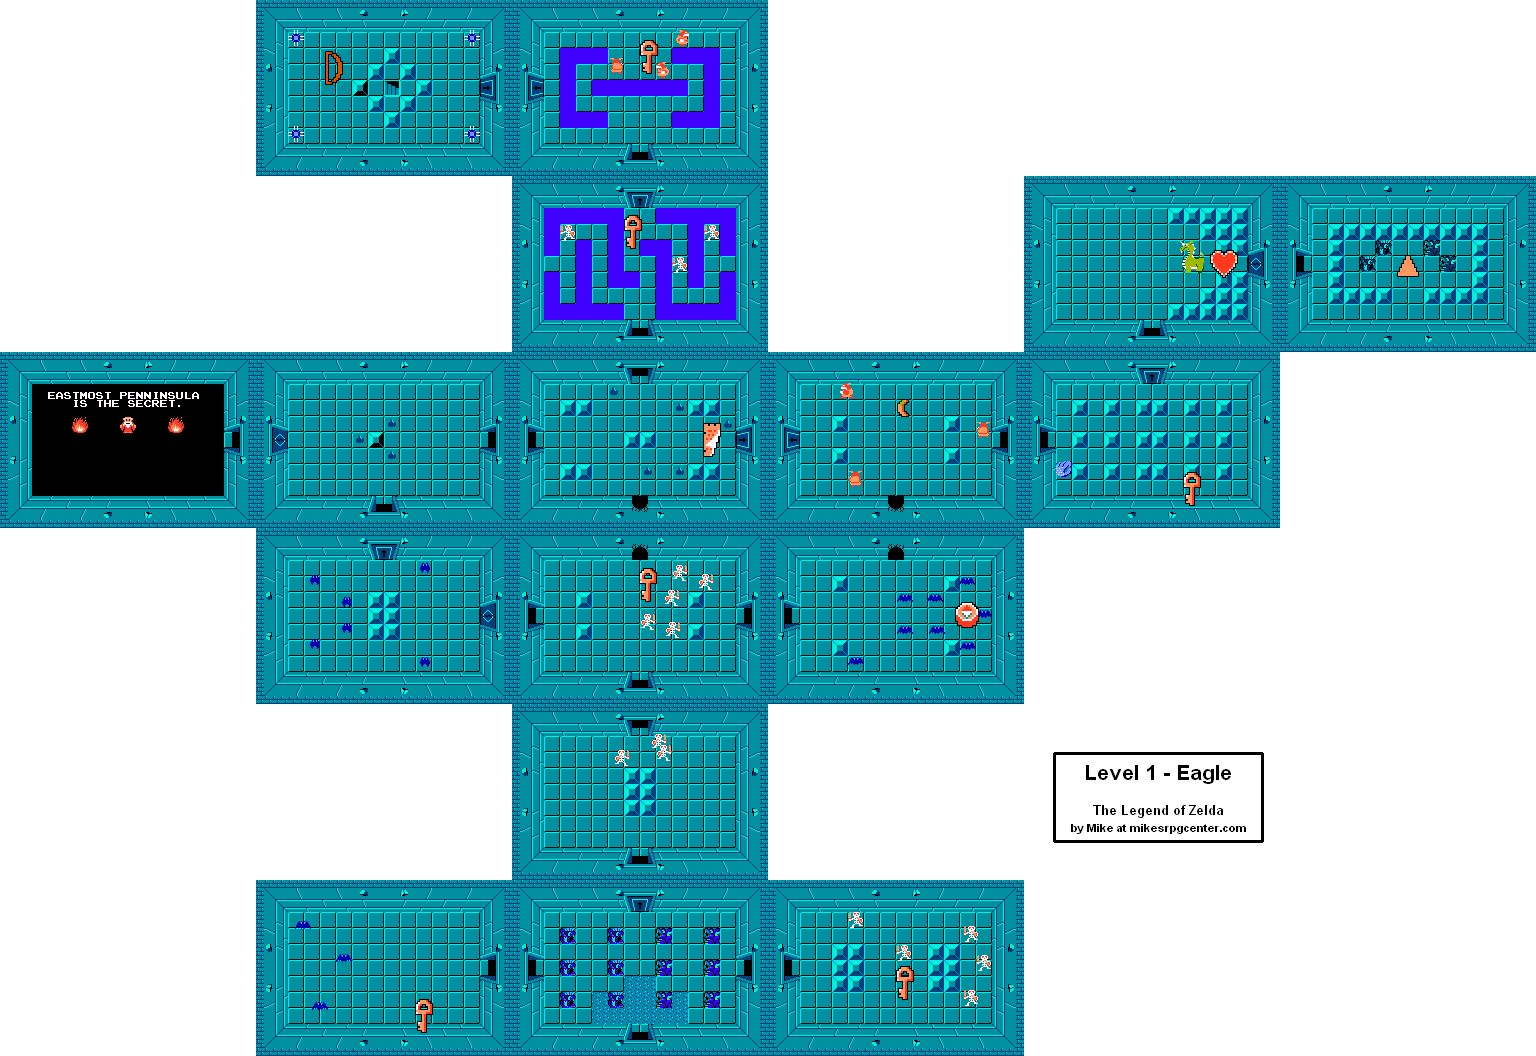 EASTMOST PENNINSULA
IS THE SECRET.
Level 1 - Eagle
The Legend of Zelda
by Mike at mikesrpgcenter.com